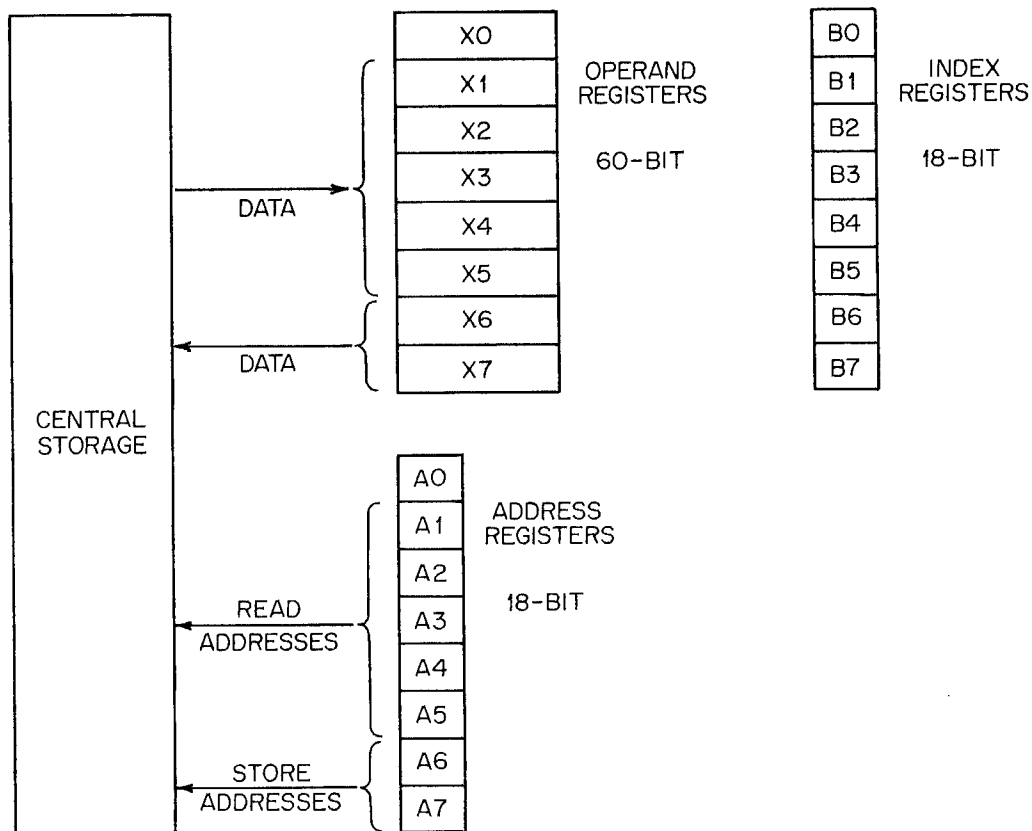 X0
X1
X2
X3
X4
X5
X6
X7
OPERAND
REGISTERS
60-BIT
B0
B1
B2
B3
B4
B5
B6
B7
INDEX
REGISTERS
18-BIT
DATA
DATA
CENTRAL
STORAGE
A0
A1
A2
A3
A4
A5
A6
A7
ADDRESS
REGISTERS
18-BIT
READ
ADDRESSES
STORE
ADDRESSES